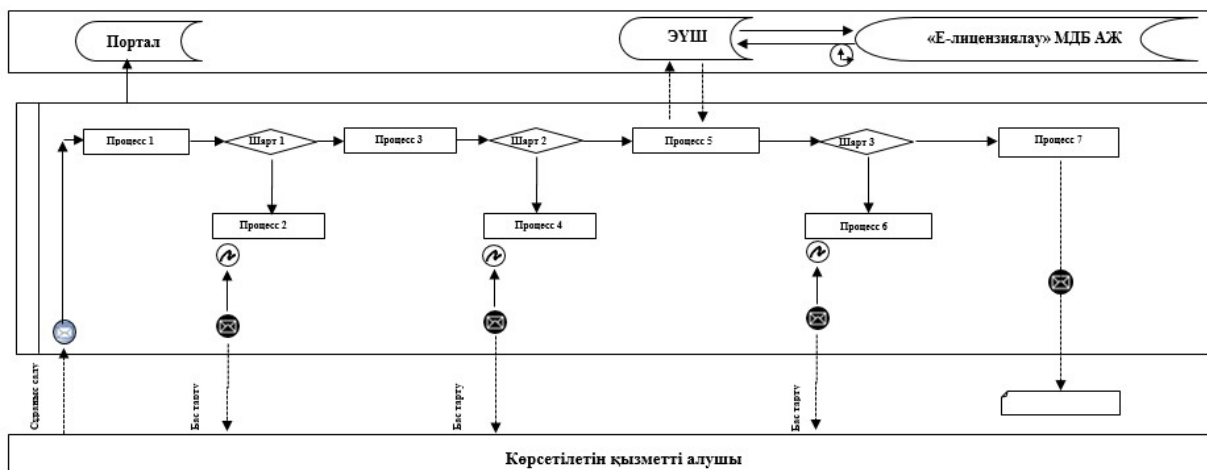 Портал
ЭҮШ
«Е-лицензиялау» МДБ АЖ
Процесс 1
Шарт 1
Процесс 3
Шарт 2
Процесс 5
Шарт 3
Процесс 7
Процесс 2
Процесс 4
Процесс 6
Сұраныс салу
Бас тарту
Бас тарту
Бас тарту
Көрсетілетін қызметті алушы